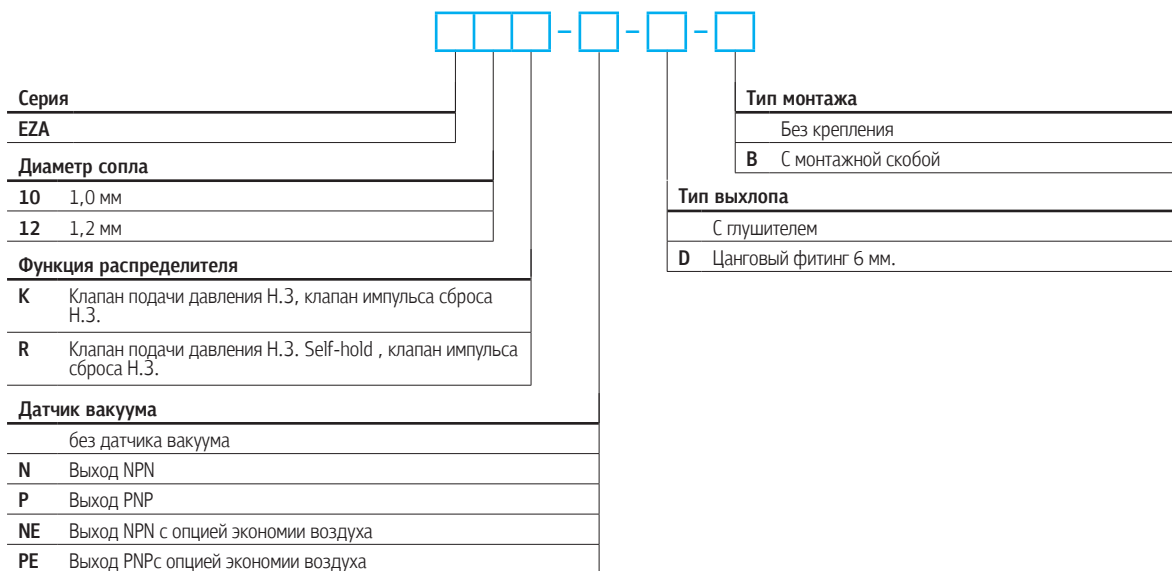 – – –
Серия
EZA
Диаметр сопла
10 1,0 мм
12 1,2 мм
Функция распределителя
K Клапан подачи давления Н.З, клапан импульса сброса
Н.З.
R Клапан подачи давления Н.З. Self-hold , клапан импульса
сброса Н.З.
Датчик вакуума
без датчика вакуума
N Выход NPN
P Выход PNP
NE Выход NPN с опцией экономии воздуха
PE Выход PNPс опцией экономии воздуха
Тип монтажа
Без крепления
B С монтажной скобой
Тип выхлопа
С глушителем
D Цанговый фитинг 6 мм.